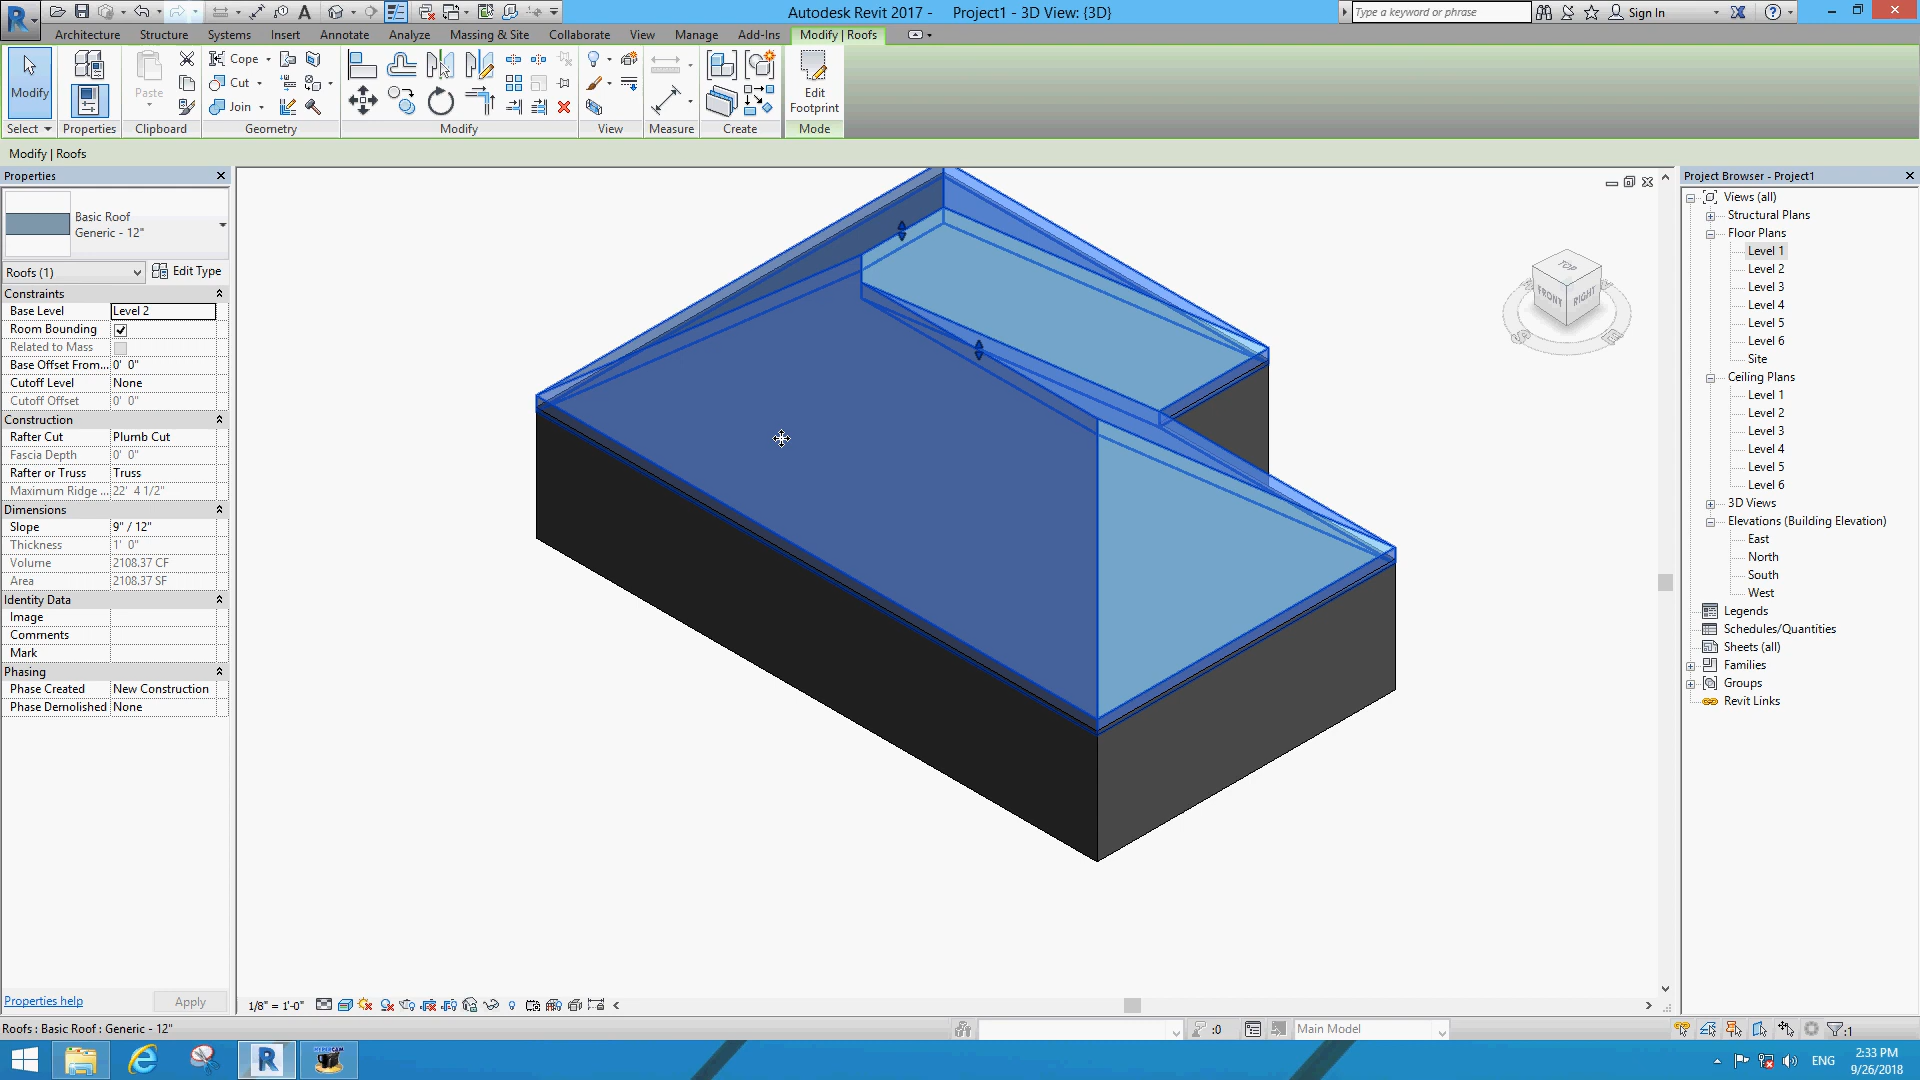 Autodesk Revit 2017 - Project1 - 3D View: {3D}
Type a keyword or phrase
Sign In
Architecture Structure Systems Insert Annotate Analyze Massing & Site Collaborate View Manage Add-Ins Modify | Roofs
Modify
Paste
Cope
Cut
Join
Edit
Footprint
Select Properties Clipboard Geometry Modify View Measure Create Mode
Modify | Roofs
Properties
Basic Roof
Generic - 12"
Roofs (1)
Edit Type
Constraints
Base Level Level 2
Room Bounding
Related to Mass
Base Offset From... 0' 0"
Cutoff Level None
Cutoff Offset 0' 0"
Construction
Rafter Cut Plumb Cut
Fascia Depth 0' 0"
Rafter or Truss Truss
Maximum Ridge ... 22' 4 1/2"
Dimensions
Slope 9" / 12"
Thickness 1' 0"
Volume 2108.37 CF
Area 2108.37 SF
Identity Data
Image
Comments
Mark
Phasing
Phase Created New Construction
Phase Demolished None
Properties help
Apply
TOP
FRONT
RIGHT
Project Browser - Project1
Views (all)
Structural Plans
Floor Plans
Level 1
Level 2
Level 3
Level 4
Level 5
Level 6
Site
Ceiling Plans
Level 1
Level 2
Level 3
Level 4
Level 5
Level 6
3D Views
Elevations (Building Elevation)
East
North
South
West
Legends
Schedules/Quantities
Sheets (all)
Families
Groups
Revit Links
1/8" = 1'-0"
Roofs : Basic Roof : Generic - 12"
:0
Main Model
:1
ENG
2:33 PM
9/26/2018